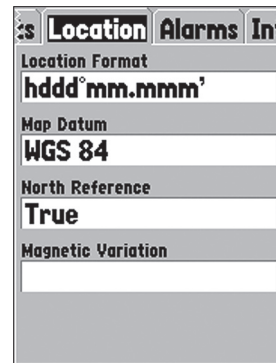 Location Alarms
Location Format
hddd°mm.mmm'
Map Datum
WGS 84
North Reference
True
Magnetic Variation